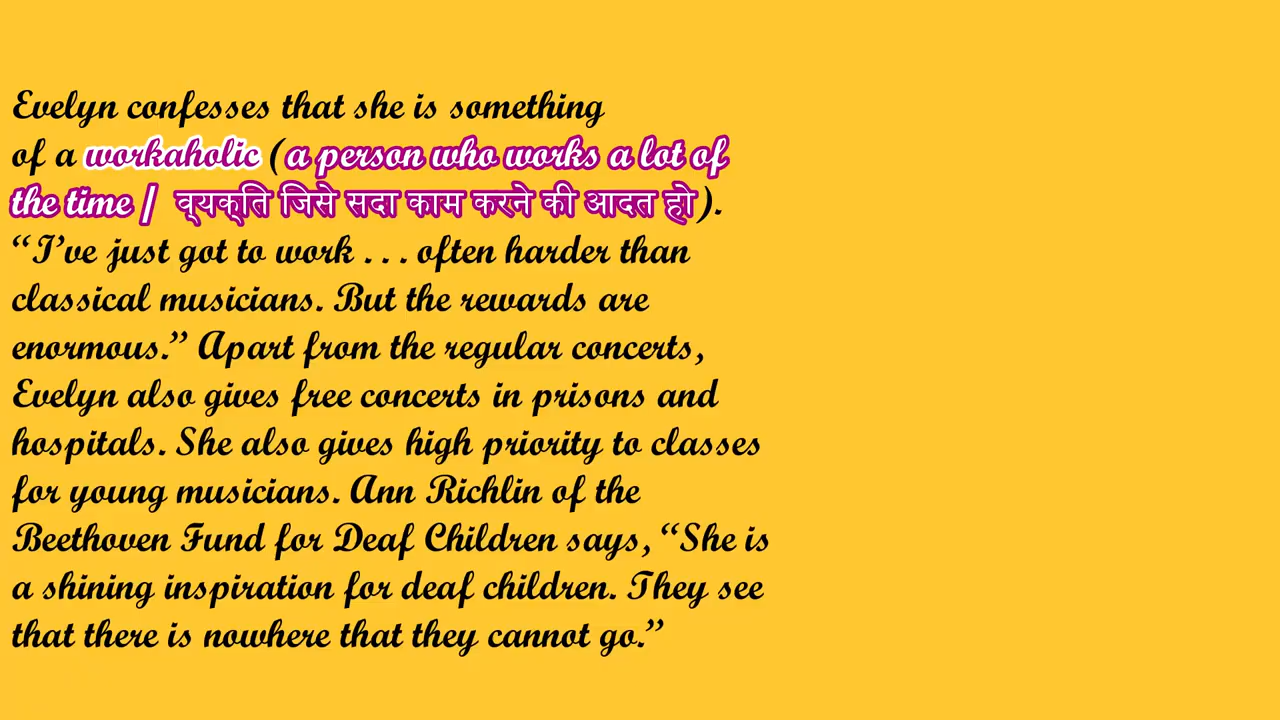 Evelyn confesses that she is something
of a workaholic (a person who works a lot of
the time / व्यक्ति जिसे सदा काम करने की आदत हो).
“I’ve just got to work . . . often harder than
classical musicians. But the rewards are
enormous.” Apart from the regular concerts,
Evelyn also gives free concerts in prisons and
hospitals. She also gives high priority to classes
for young musicians. Ann Richlin of the
Beethoven Fund for Deaf Children says, “She is
a shining inspiration for deaf children. They see
that there is nowhere that they cannot go.”